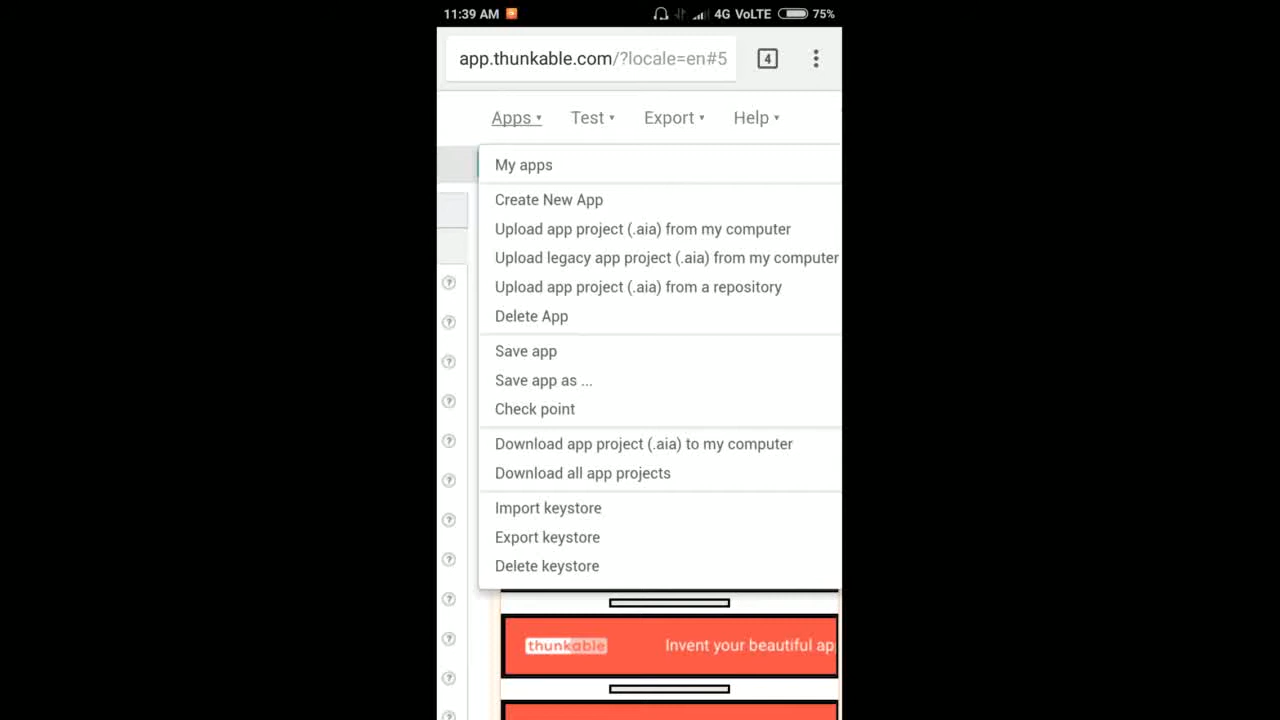 11:39 AM 4G VoLTE 75%
app.thunkable.com/?locale=en#5 4
Apps ▾ Test ▾ Export ▾ Help ▾
My apps
Create New App
Upload app project (.aia) from my computer
Upload legacy app project (.aia) from my computer
Upload app project (.aia) from a repository
Delete App
Save app
Save app as ...
Check point
Download app project (.aia) to my computer
Download all app projects
Import keystore
Export keystore
Delete keystore
thunkable Invent your beautiful ap